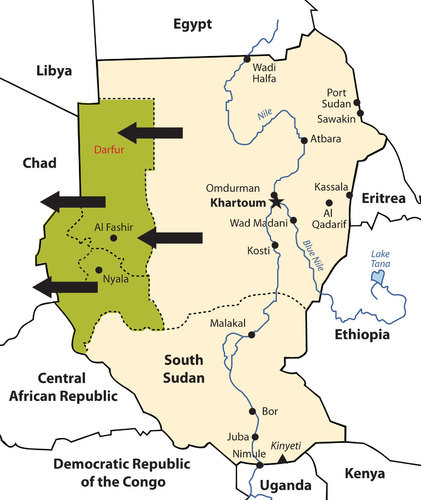 Egypt
Libya
Wadi
Halfa
Port
Sudan
Sawakin
Nile
Atbara
Chad
Darfur
Omdurman
Khartoum
Kassala
Eritrea
Al
Qadarif
Wad Madani
Al Fashir
Kosti
Blue Nile
Lake
Tana
Nyala
Malakal
Ethiopia
South
Sudan
Central
African Republic
Bor
Juba
Kinyeti
Nimule
Democratic Republic
of the Congo
Uganda
Kenya